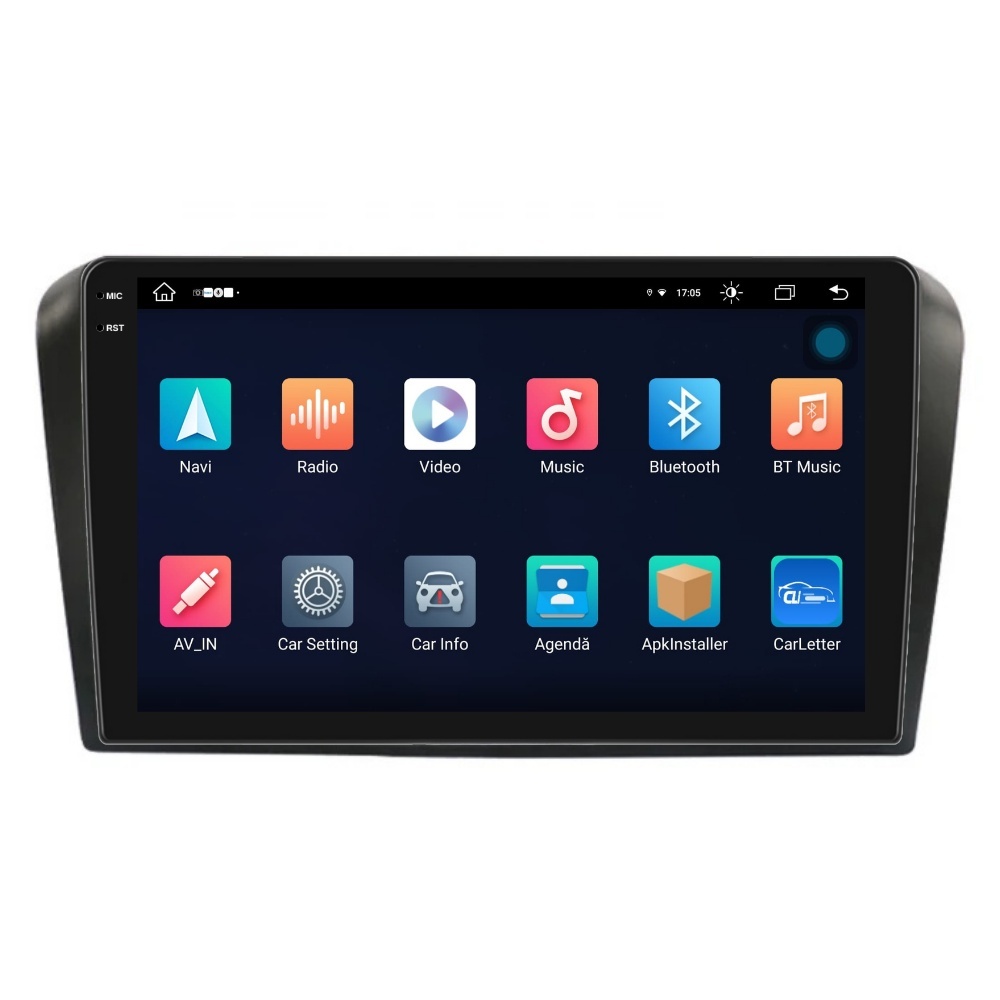 MIC
17:05
RST
Navi
Radio
Video
Music
Bluetooth
BT Music
AV_IN
Car Setting
Car Info
Agendă
ApkInstaller
CarLetter